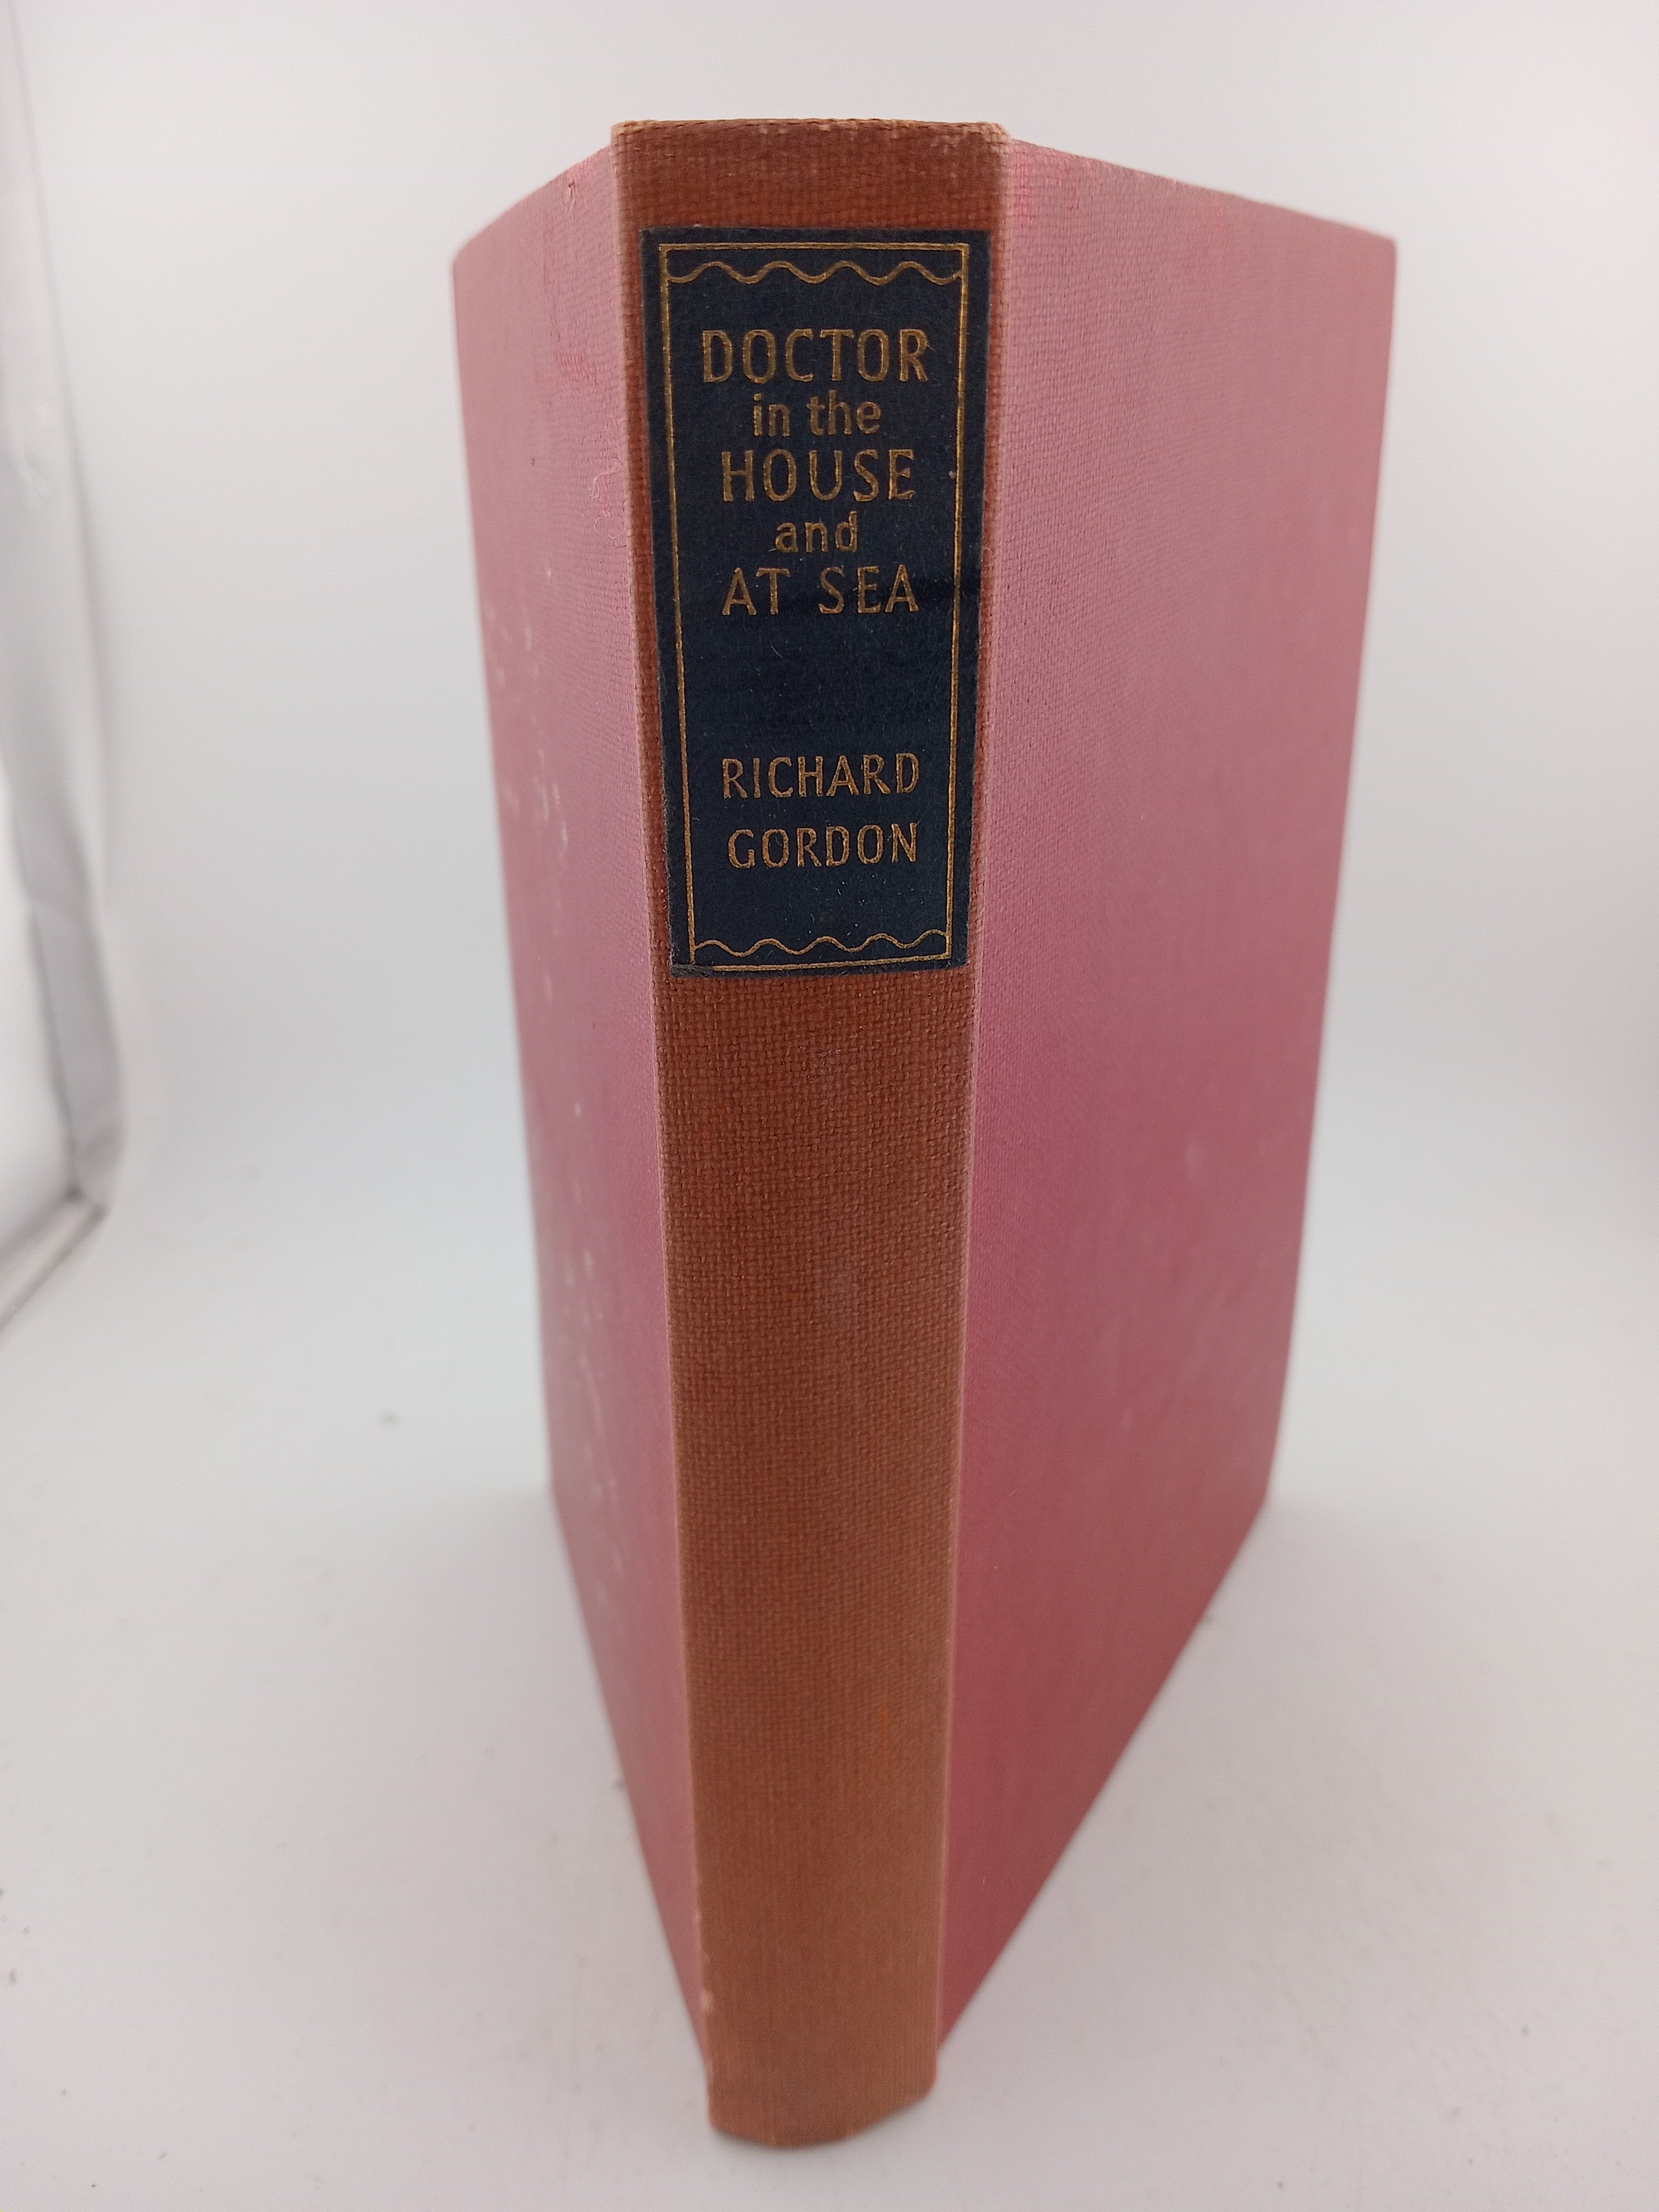 DOCTOR
in the
HOUSE
and
AT SEA
RICHARD
GORDON